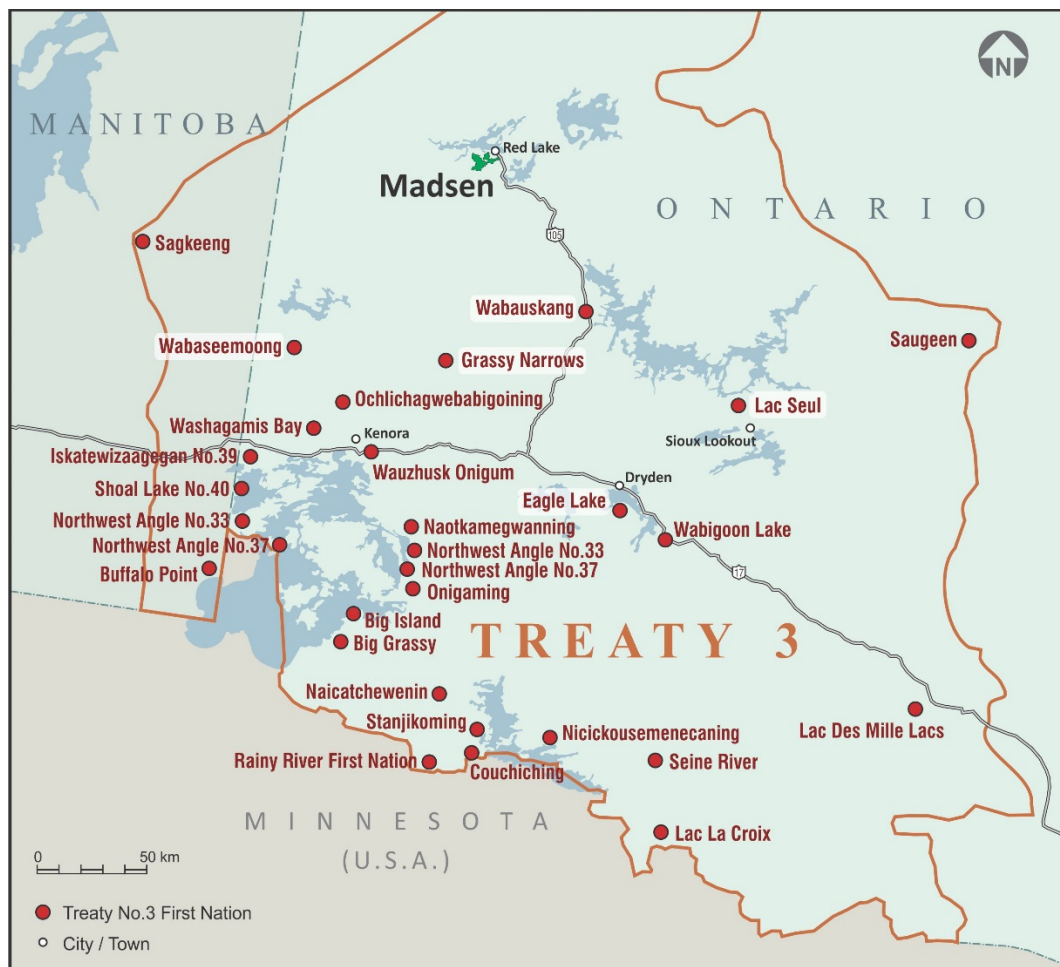 N
MANITOBA
Red Lake
Madsen
ONTARIO
105
Sagkeeng
Wabauskang
Wabaseemoong
Grassy Narrows
Saugeen
Ochlichagwebabigoining
Lac Seul
Washagamis Bay
Kenora
Sioux Lookout
Iskatewizaagegan No.39
Wauzhusk Onigum
Dryden
Shoal Lake No.40
Eagle Lake
Northwest Angle No.33
Naotkamegwanning
Wabigoon Lake
Northwest Angle No.37
Northwest Angle No.33
Buffalo Point
Northwest Angle No.37
17
Onigaming
Big Island
Big Grassy
TREATY 3
Naicatchewenin
Stanjikoming
Nicickousemenecaning
Lac Des Mille Lacs
Rainy River First Nation
Couchiching
Seine River
MINNESOTA
(U.S.A.)
Lac La Croix
0 50 km
Treaty No.3 First Nation
City / Town